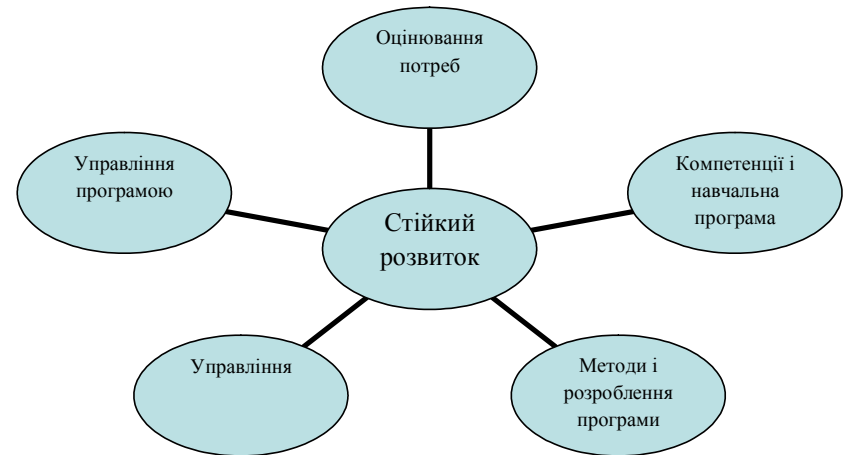 Оцінювання
потреб
Управління
програмою
Компетенції і
навчальна
програма
Стійкий
розвиток
Управління
Методи і
розроблення
програми